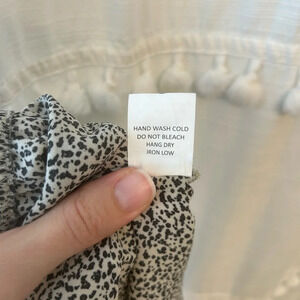 HAND WASH COLD
DO NOT BLEACH
HANG DRY
IRON LOW